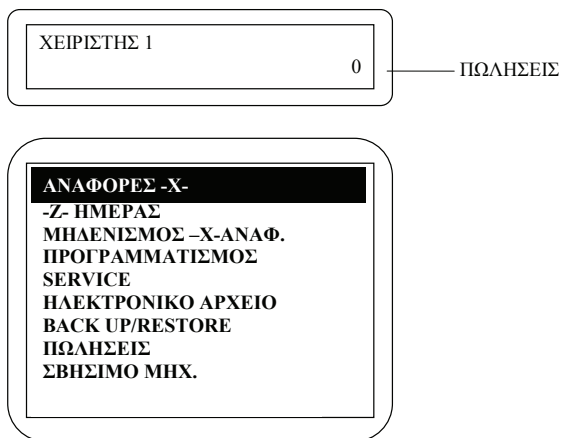 ΧΕΙΡΙΣΤΗΣ 1
0
ΠΩΛΗΣΕΙΣ
ΑΝΑΦΟΡΕΣ -Χ-
-Ζ- ΗΜΕΡΑΣ
ΜΗΔΕΝΙΣΜΟΣ –Χ-ΑΝΑΦ.
ΠΡΟΓΡΑΜΜΑΤΙΣΜΟΣ
SERVICE
ΗΛΕΚΤΡΟΝΙΚΟ ΑΡΧΕΙΟ
BACK UP/RESTORE
ΠΩΛΗΣΕΙΣ
ΣΒΗΣΙΜΟ ΜΗΧ.